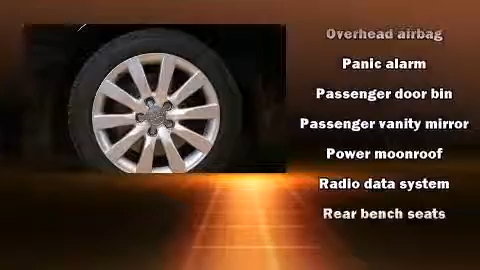 Overhead airbag
Panic alarm
Passenger door bin
Passenger vanity mirror
Power moonroof
Radio data system
Rear bench seats